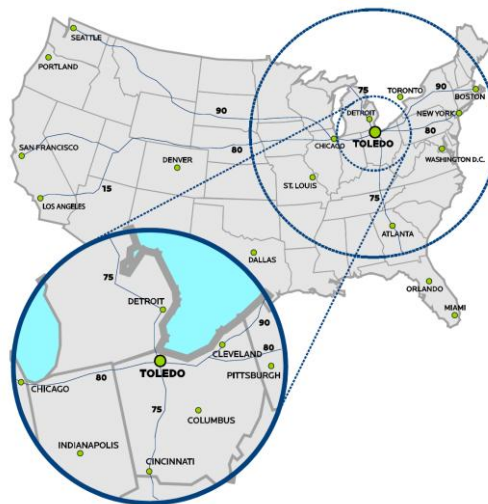 SEATTLE
PORTLAND
90
75
TORONTO
90
BOSTON
DETROIT
NEW YORK
80
SAN FRANCISCO
80
CHICAGO
TOLEDO
DENVER
WASHINGTON D.C.
15
ST. LOUIS
75
LOS ANGELES
ATLANTA
DALLAS
ORLANDO
MIAMI
75
DETROIT
90
CLEVELAND
80
TOLEDO
PITTSBURGH
80
CHICAGO
75
COLUMBUS
INDIANAPOLIS
CINCINNATI